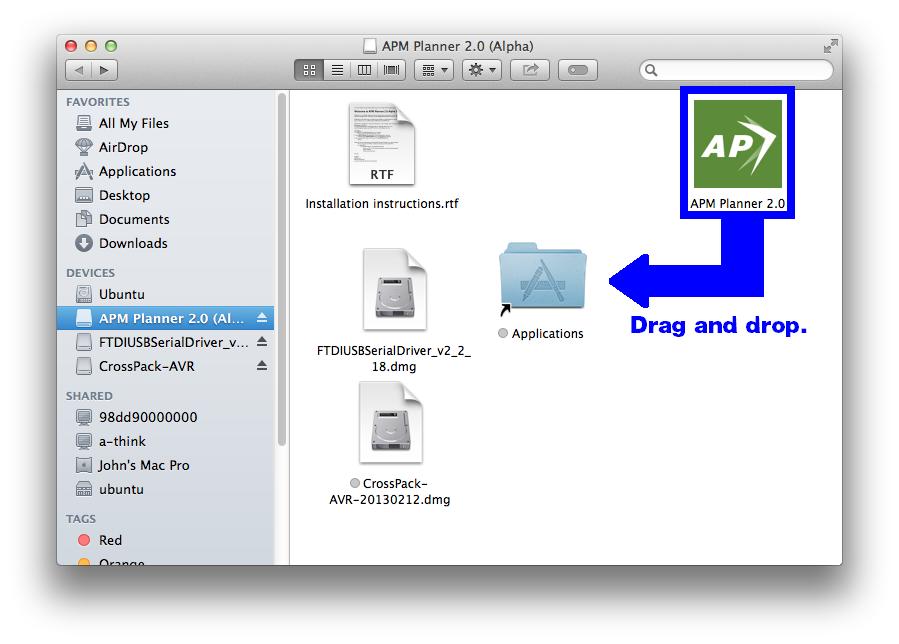 APM Planner 2.0 (Alpha)
FAVORITES
All My Files
AirDrop
Applications
Desktop
Documents
Downloads
DEVICES
Ubuntu
APM Planner 2.0 (Al...
FTDIUSBSerialDriver_v...
CrossPack-AVR
SHARED
98dd90000000
a-think
John's Mac Pro
ubuntu
TAGS
Red
Orange
RTF
Installation instructions.rtf
AP
APM Planner 2.0
Applications
Drag and drop.
FTDIUSBSerialDriver_v2_2_
18.dmg
CrossPack-
AVR-20130212.dmg